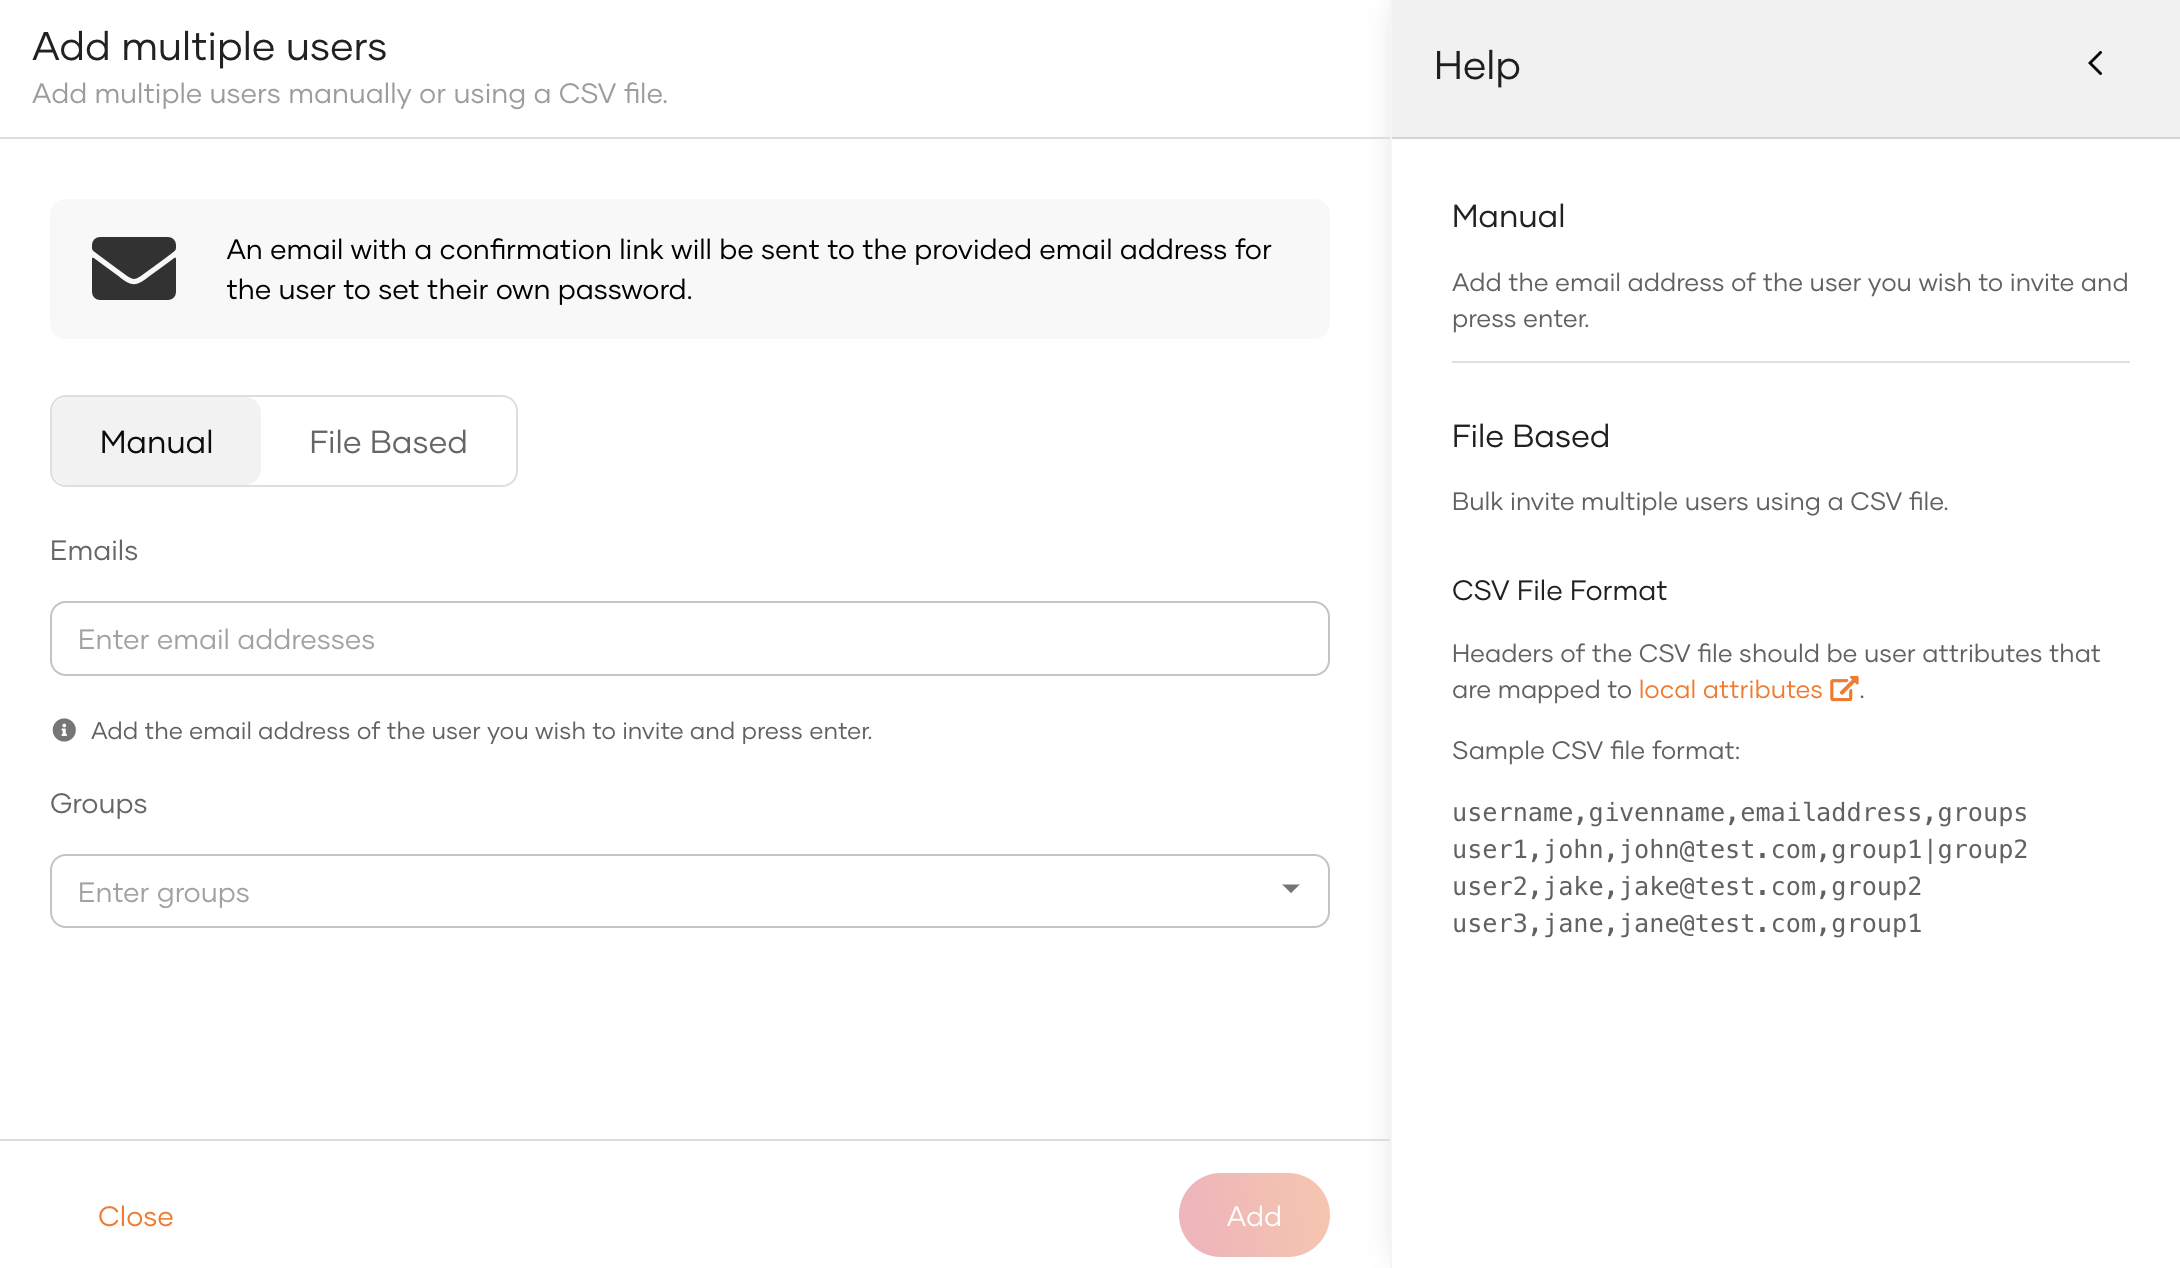 Add multiple users
Add multiple users manually or using a CSV file.
An email with a confirmation link will be sent to the provided email address for
the user to set their own password.
Manual
File Based
Emails
Enter email addresses
Add the email address of the user you wish to invite and press enter.
Groups
Enter groups
Close
Add
Help
Manual
Add the email address of the user you wish to invite and
press enter.
File Based
Bulk invite multiple users using a CSV file.
CSV File Format
Headers of the CSV file should be user attributes that
are mapped to local attributes.
Sample CSV file format:
username,givenname,emailaddress,groups
user1,john,john@test.com,group1|group2
user2,jake,jake@test.com,group2
user3,jane,jane@test.com,group1